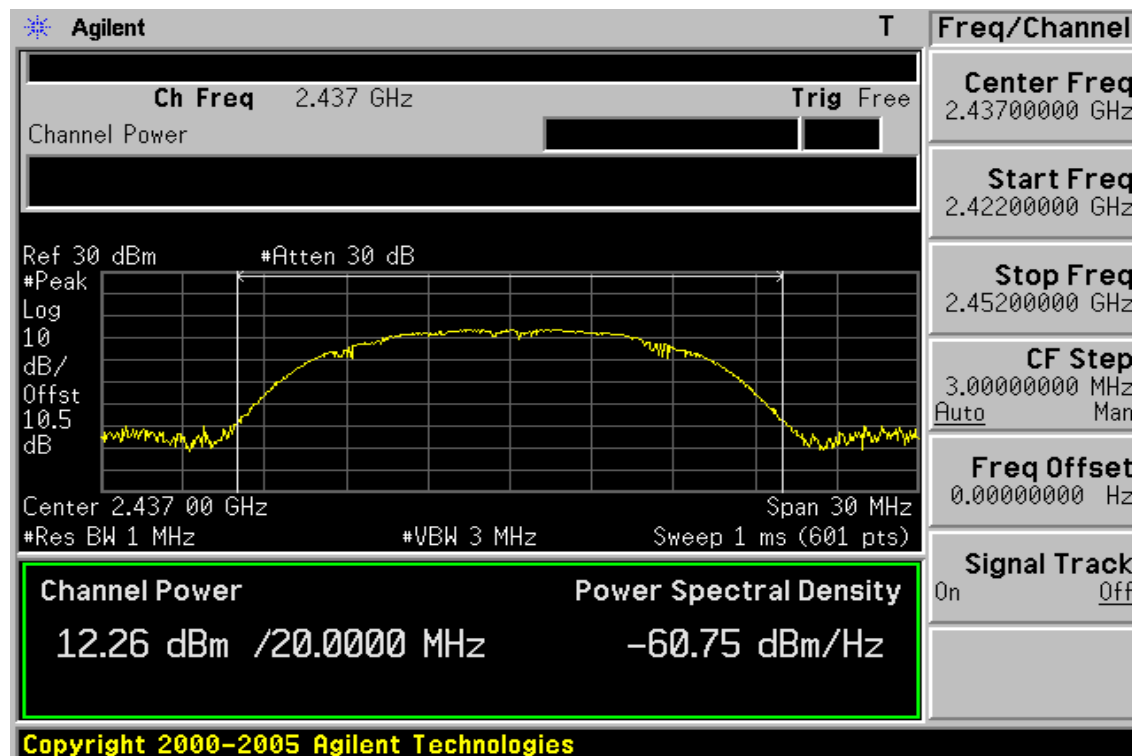 Agilent T Freq/Channel
Ch Freq 2.437 GHz Trig Free
Channel Power
Center Freq
2.43700000 GHz
Start Freq
2.42200000 GHz
Stop Freq
2.45200000 GHz
CF Step
3.00000000 MHz
Auto Man
Freq Offset
0.00000000 Hz
Signal Track
On Off
Ref 30 dBm #Atten 30 dB
#Peak
Log
10
dB/
Offst
10.5
dB
Center 2.437 00 GHz Span 30 MHz
#Res BW 1 MHz #VBW 3 MHz Sweep 1 ms (601 pts)
Channel Power Power Spectral Density
12.26 dBm /20.0000 MHz -60.75 dBm/Hz
Copyright 2000-2005 Agilent Technologies